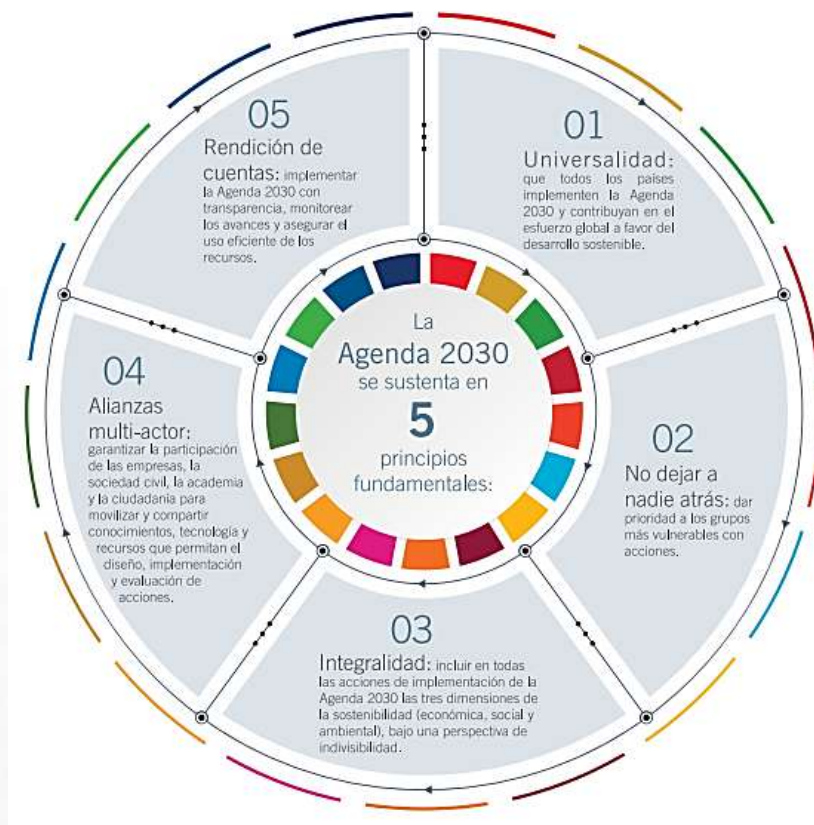 La
Agenda 2030
se sustenta en
5
principios
fundamentales:
01
Universalidad:
que todos los países
implementen la Agenda
2030 y contribuyan en el
esfuerzo global a favor del
desarrollo sostenible.
02
No dejar a
nadie atrás: dar
prioridad a los grupos
más vulnerables con
acciones.
03
Integralidad: incluir en todas
las acciones de implementación de la
Agenda 2030 las tres dimensiones de
la sostenibilidad (económica, social y
ambiental), bajo una perspectiva de
indivisibilidad.
04
Alianzas
multi-actor:
garantizar la participación
de las empresas, la
sociedad civil, la academia
y la ciudadanía para
movilizar y compartir
conocimientos, tecnología y
recursos que permitan el
diseño, implementación
y evaluación de
acciones.
05
Rendición de
cuentas: implementar
la Agenda 2030 con
transparencia, monitorear
los avances y asegurar el
uso eficiente de los
recursos.